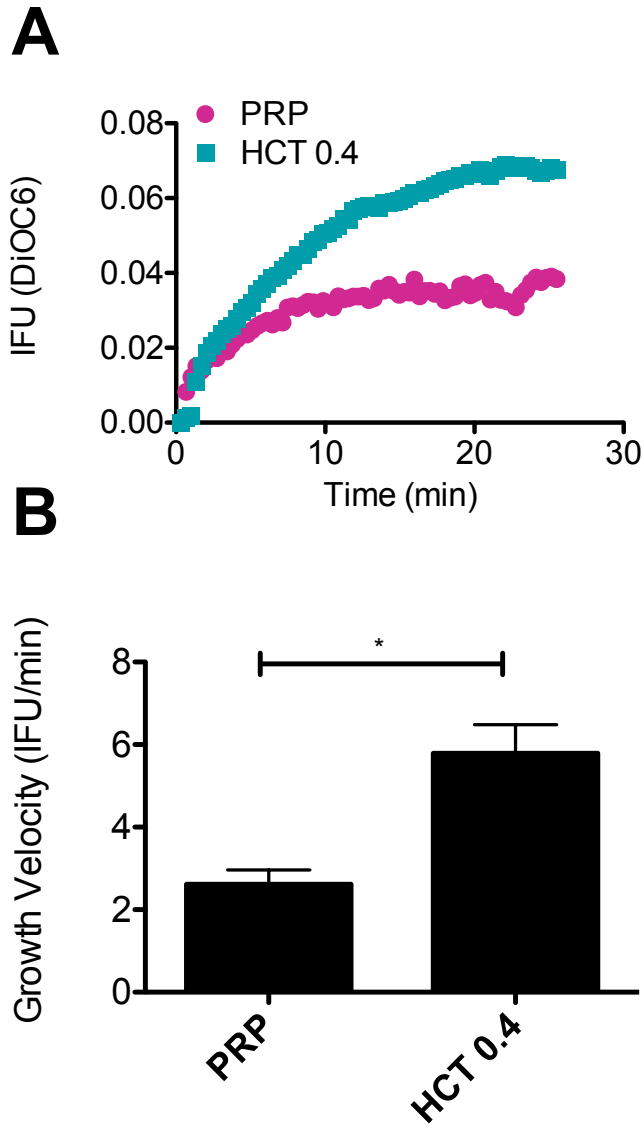 A
0.08
0.06
0.04
0.02
0.00
IFU (DiOC6)
PRP
HCT 0.4
0
10
20
30
Time (min)
B
8
6
4
2
0
Growth Velocity (IFU/min)
*
PRP
HCT 0.4